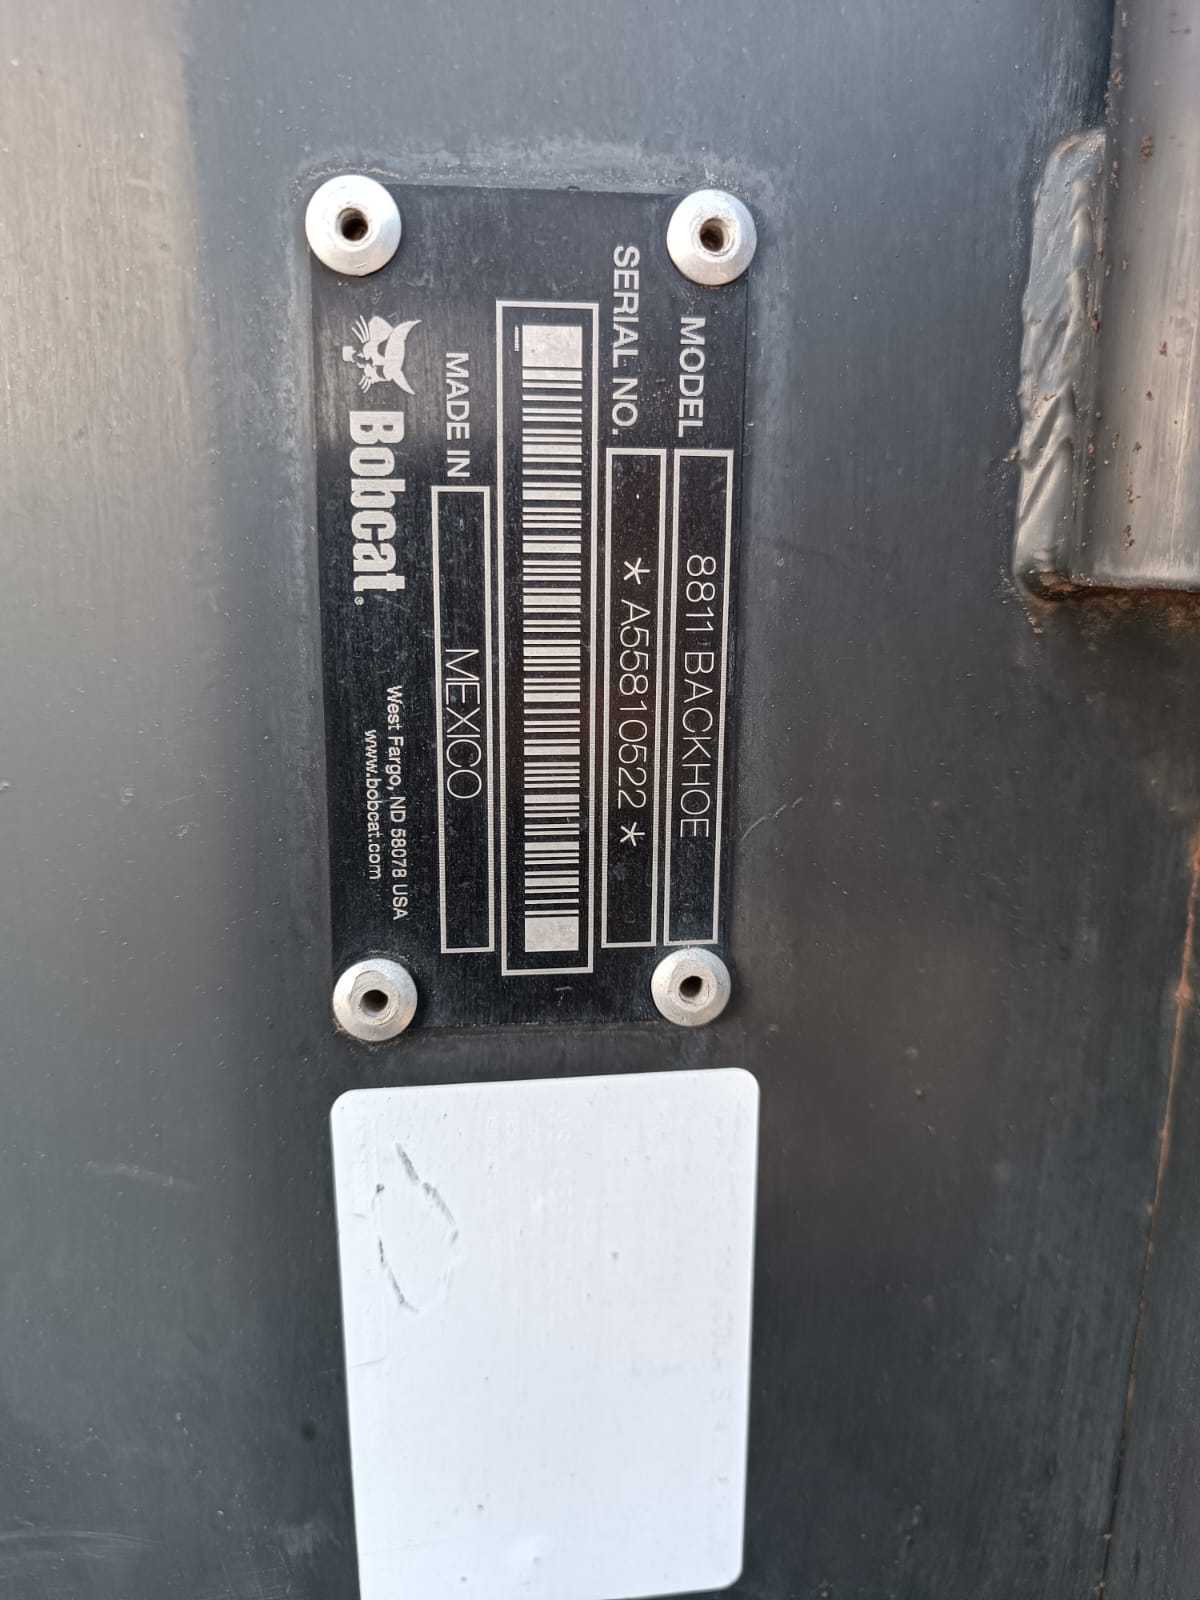 MODEL 8811 BACKHOE
SERIAL NO. * A55810522 *
MADE IN MEXICO
Bobcat®
West Fargo, ND 58078 USA
www.bobcat.com